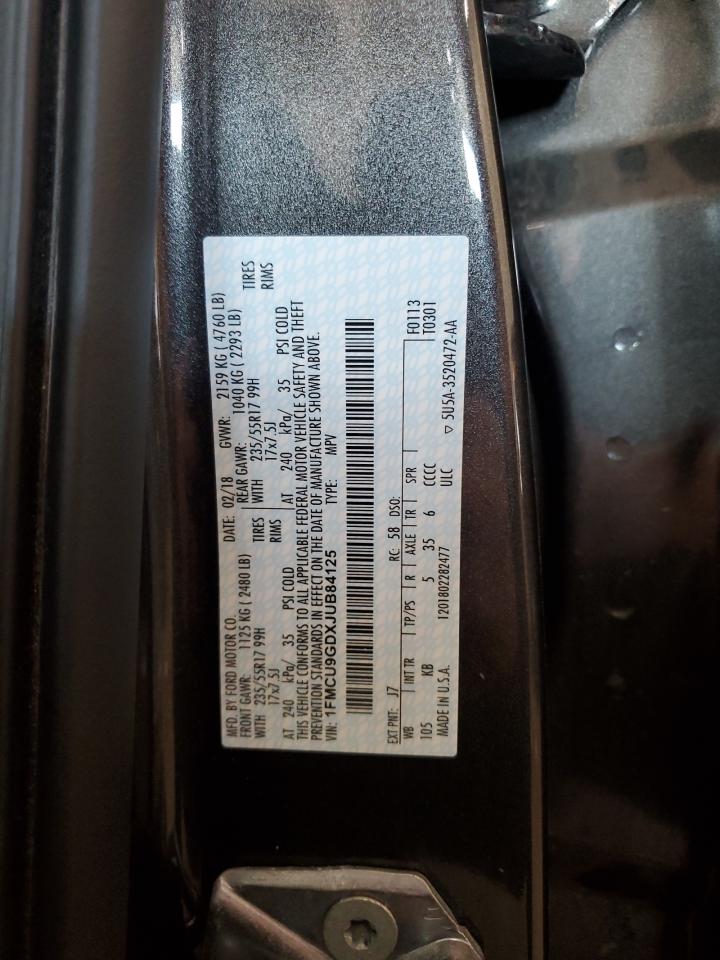 MFD. BY FORD MOTOR CO. DATE: 02/18 GVWR: 2159 KG ( 4760 LB)
FRONT GAWR: 1125 KG ( 2480 LB) REAR GAWR: 1040 KG ( 2293 LB)
WITH 235/55R17 99H TIRES WITH 235/55R17 99H TIRES
17x7.5J RIMS 17x7.5J RIMS
AT 240 kPa/ 35 PSI COLD AT 240 kPa/ 35 PSI COLD
THIS VEHICLE CONFORMS TO ALL APPLICABLE FEDERAL MOTOR VEHICLE SAFETY AND THEFT
PREVENTION STANDARDS IN EFFECT ON THE DATE OF MANUFACTURE SHOWN ABOVE.
VIN: 1FMCU9GDXJUB84125 TYPE: MPV
EXT PNT: J7 RC: 58 DSO: F0113
WB INT TR TP/PS R AXLE TR SPR T0301
105 KB 5 35 6 CCCC
MADE IN U.S.A. 1201802282477 ULC ▽ 5U5A-3520472-AA